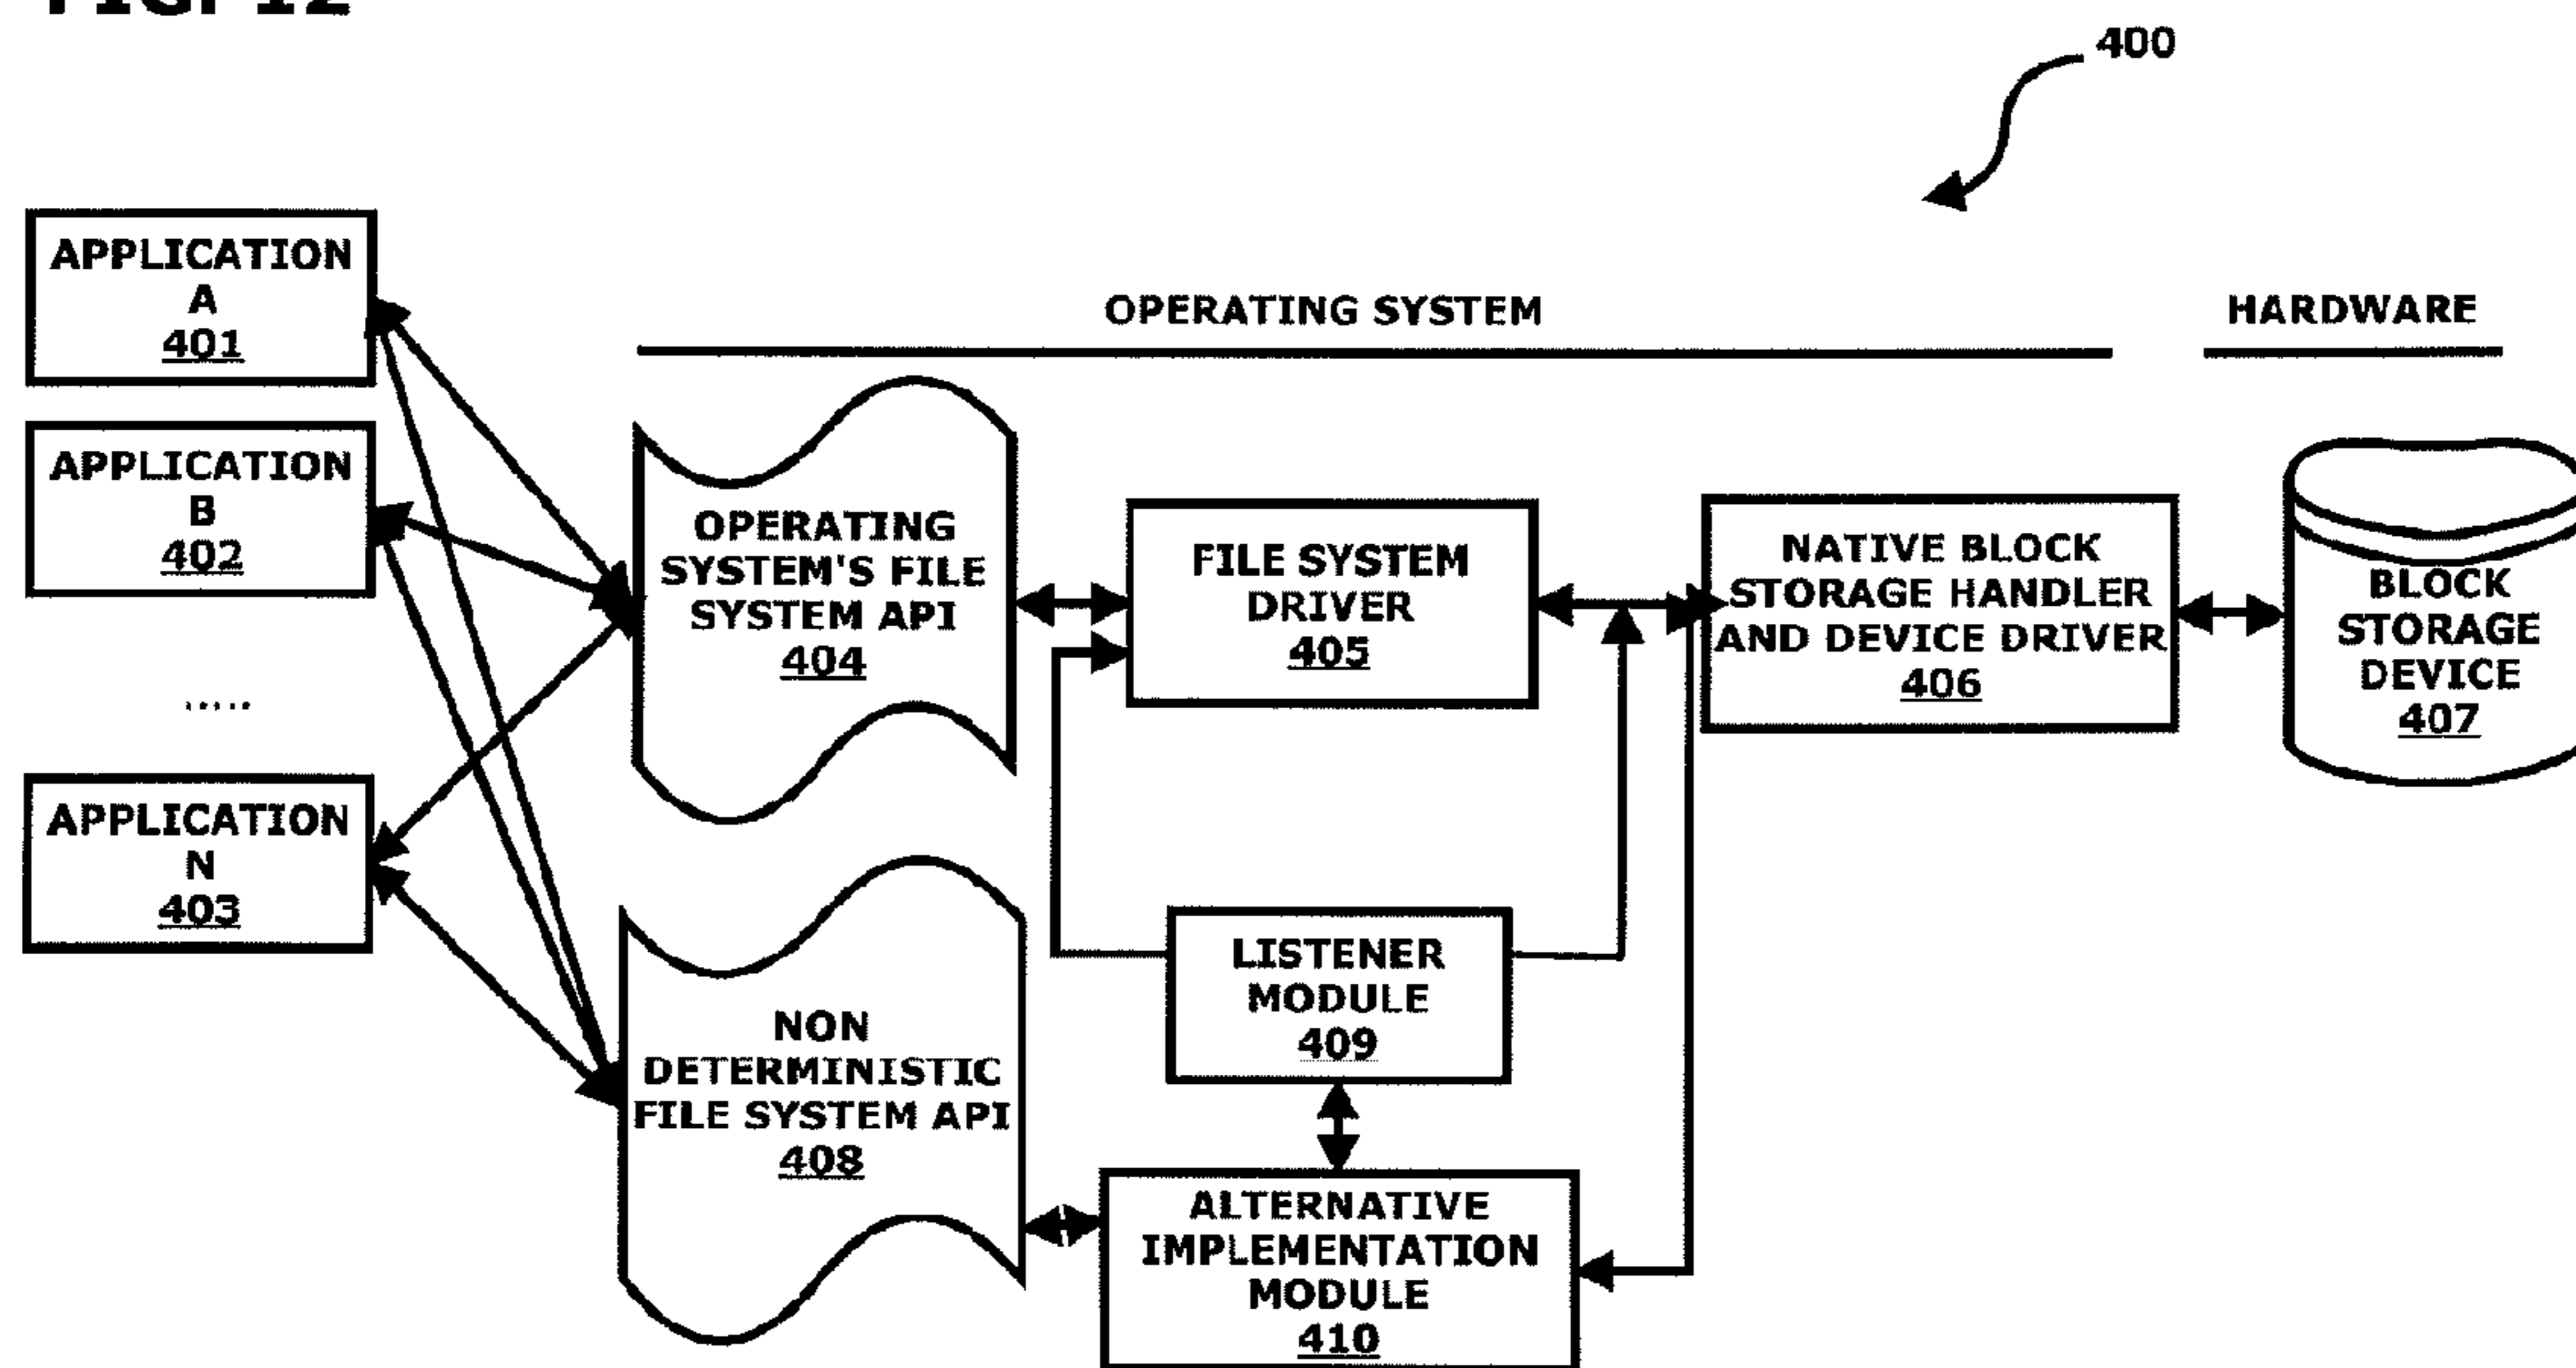 FIG. 12
400
APPLICATION
A
401
OPERATING SYSTEM
HARDWARE
APPLICATION
B
402
.....
APPLICATION
N
403
OPERATING
SYSTEM'S FILE
SYSTEM API
404
FILE SYSTEM
DRIVER
405
NATIVE BLOCK
STORAGE HANDLER
AND DEVICE DRIVER
406
BLOCK
STORAGE
DEVICE
407
NON
DETERMINISTIC
FILE SYSTEM API
408
LISTENER
MODULE
409
ALTERNATIVE
IMPLEMENTATION
MODULE
410